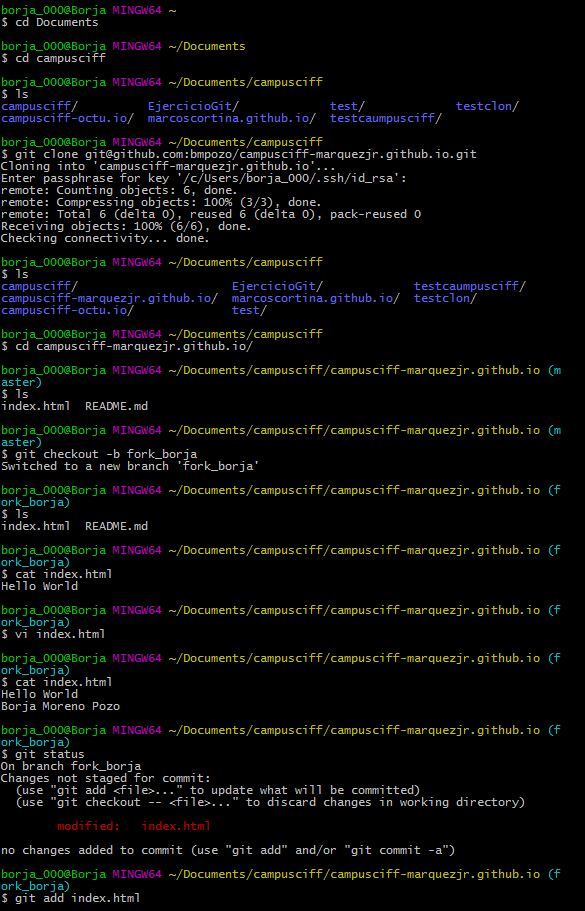 borja_000@Borja MINGW64 ~
$ cd Documents
borja_000@Borja MINGW64 ~/Documents
$ cd campusciff
borja_000@Borja MINGW64 ~/Documents/campusciff
$ ls
campusciff/ EjercicioGit/ test/ testclon/
campusciff-octu.io/ marcoscortina.github.io/ testcaumpusciff/
borja_000@Borja MINGW64 ~/Documents/campusciff
$ git clone git@github.com:bmpozo/campusciff-marquezjr.github.io.git
Cloning into 'campusciff-marquezjr.github.io'...
Enter passphrase for key '/c/Users/borja_000/.ssh/id_rsa':
remote: Counting objects: 6, done.
remote: Compressing objects: 100% (3/3), done.
remote: Total 6 (delta 0), reused 6 (delta 0), pack-reused 0
Receiving objects: 100% (6/6), done.
Checking connectivity... done.
borja_000@Borja MINGW64 ~/Documents/campusciff
$ ls
campusciff/ EjercicioGit/ testcaumpusciff/
campusciff-marquezjr.github.io/ marcoscortina.github.io/ testclon/
campusciff-octu.io/ test/
borja_000@Borja MINGW64 ~/Documents/campusciff
$ cd campusciff-marquezjr.github.io/
borja_000@Borja MINGW64 ~/Documents/campusciff/campusciff-marquezjr.github.io (m
aster)
$ ls
index.html README.md
borja_000@Borja MINGW64 ~/Documents/campusciff/campusciff-marquezjr.github.io (m
aster)
$ git checkout -b fork_borja
Switched to a new branch 'fork_borja'
borja_000@Borja MINGW64 ~/Documents/campusciff/campusciff-marquezjr.github.io (f
ork_borja)
$ ls
index.html README.md
borja_000@Borja MINGW64 ~/Documents/campusciff/campusciff-marquezjr.github.io (f
ork_borja)
$ cat index.html
Hello World
borja_000@Borja MINGW64 ~/Documents/campusciff/campusciff-marquezjr.github.io (f
ork_borja)
$ vi index.html
borja_000@Borja MINGW64 ~/Documents/campusciff/campusciff-marquezjr.github.io (f
ork_borja)
$ cat index.html
Hello World
Borja Moreno Pozo
borja_000@Borja MINGW64 ~/Documents/campusciff/campusciff-marquezjr.github.io (f
ork_borja)
$ git status
On branch fork_borja
Changes not staged for commit:
(use "git add <file>..." to update what will be committed)
(use "git checkout -- <file>..." to discard changes in working directory)
modified: index.html
no changes added to commit (use "git add" and/or "git commit -a")
borja_000@Borja MINGW64 ~/Documents/campusciff/campusciff-marquezjr.github.io (f
ork_borja)
$ git add index.html